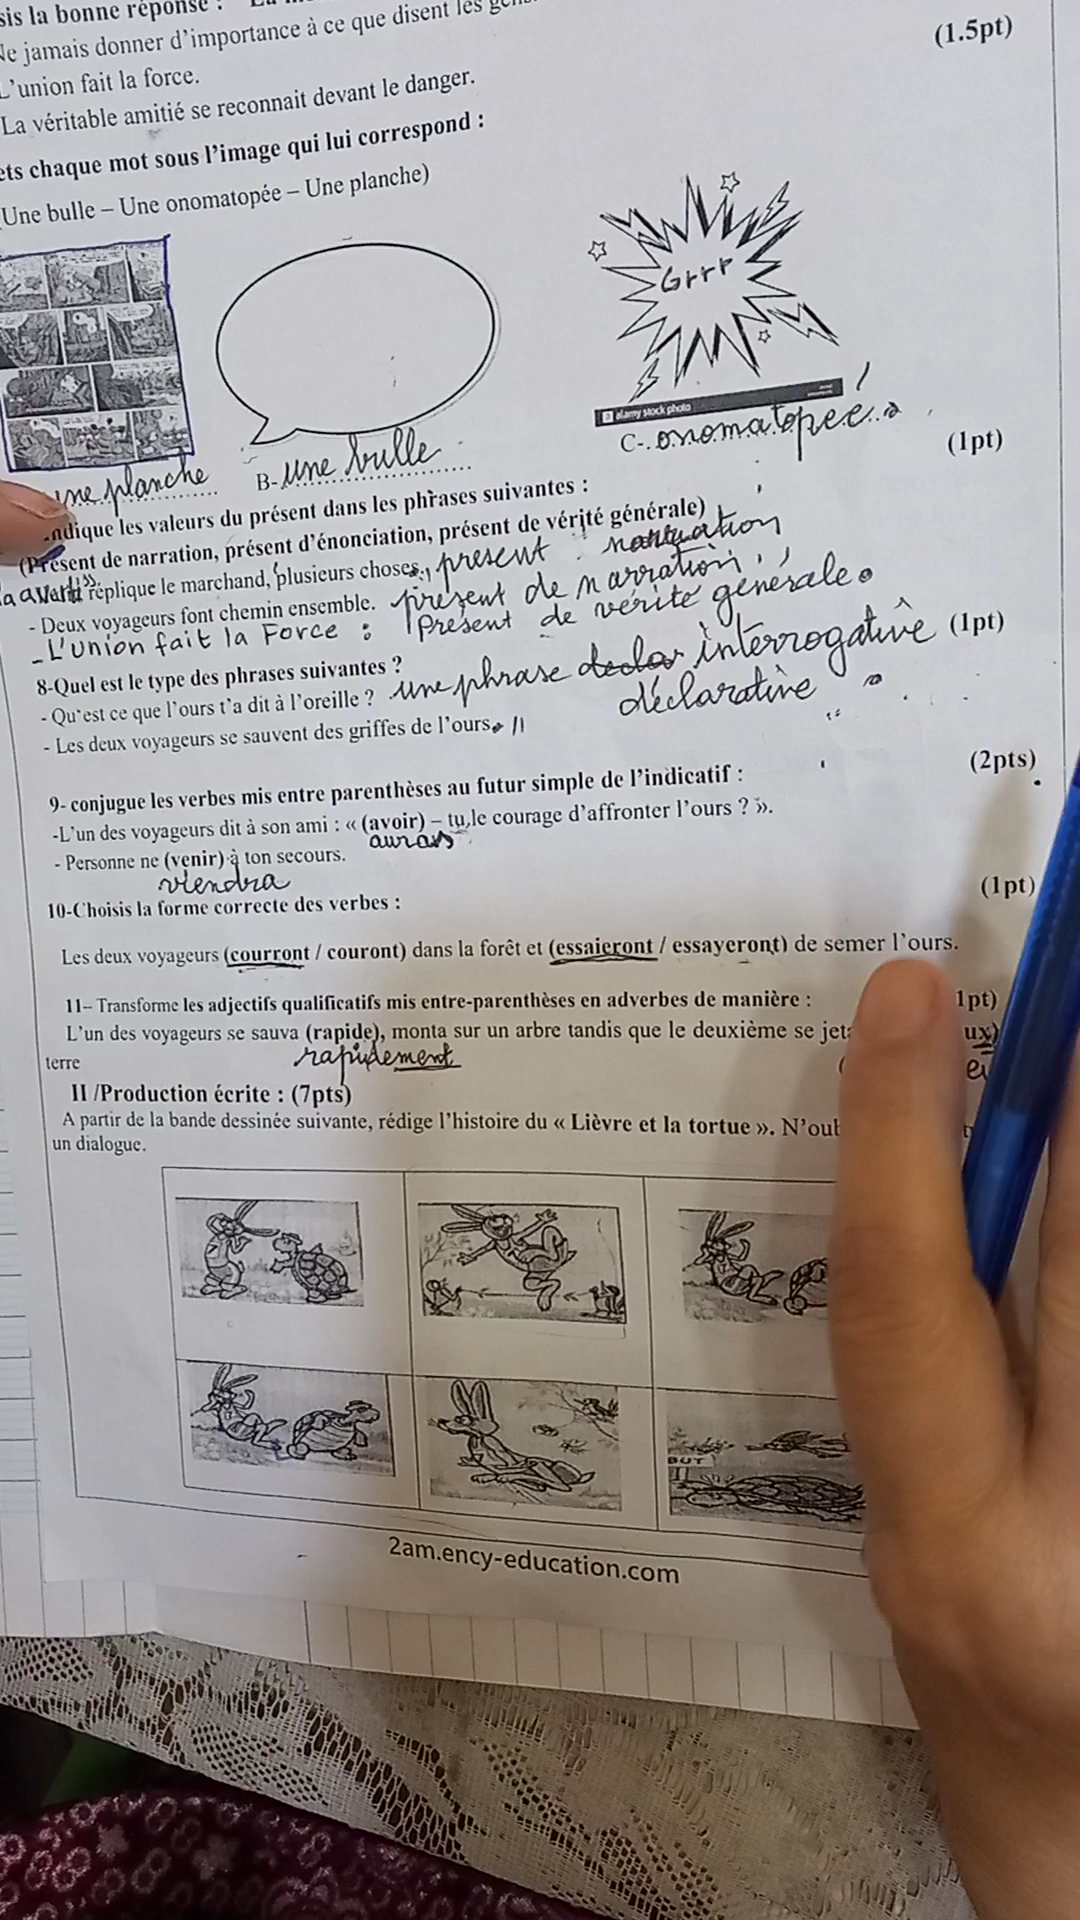 sis la bonne réponse :
Ne jamais donner d'importance à ce que disent les
L'union fait la force.
La véritable amitié se reconnait devant le danger.
(1.5pt)
ets chaque mot sous l'image qui lui correspond :
(Une bulle – Une onomatopée – Une planche)
Grrr
alamy stock photo
une planche
B- une bulle
C- onomatopeé
(1pt)
ndique les valeurs du présent dans les phrases suivantes :
(Présent de narration, présent d'énonciation, présent de vérité générale)
réplique le marchand, plusieurs choses, présent narration
- Deux voyageurs font chemin ensemble. présent de narration
- L'union fait la Force : Présent de vérité générale.
8-Quel est le type des phrases suivantes ?
(1pt)
- Qu'est ce que l'ours t'a dit à l'oreille ? une phrase interrogative
- Les deux voyageurs se sauvent des griffes de l'ours. // déclarative
9- conjugue les verbes mis entre parenthèses au futur simple de l'indicatif :
(2pts)
-L'un des voyageurs dit à son ami : « (avoir) – tu le courage d'affronter l'ours ? ».
auras
- Personne ne (venir) à ton secours.
viendra
10-Choisis la forme correcte des verbes :
(1pt)
Les deux voyageurs (courront / couront) dans la forêt et (essaieront / essayeront) de semer l'ours.
11– Transforme les adjectifs qualificatifs mis entre-parenthèses en adverbes de manière :
1pt)
L'un des voyageurs se sauva (rapide), monta sur un arbre tandis que le deuxième se jeta
ux)
terre
rapidement
II /Production écrite : (7pts)
A partir de la bande dessinée suivante, rédige l'histoire du « Lièvre et la tortue ». N'oub
un dialogue.
BUT
2am.ency-education.com